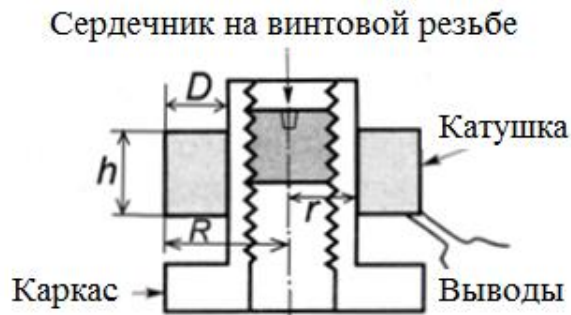 Сердечник на винтовой резьбе
D
Катушка
h
r
R
Каркас
Выводы